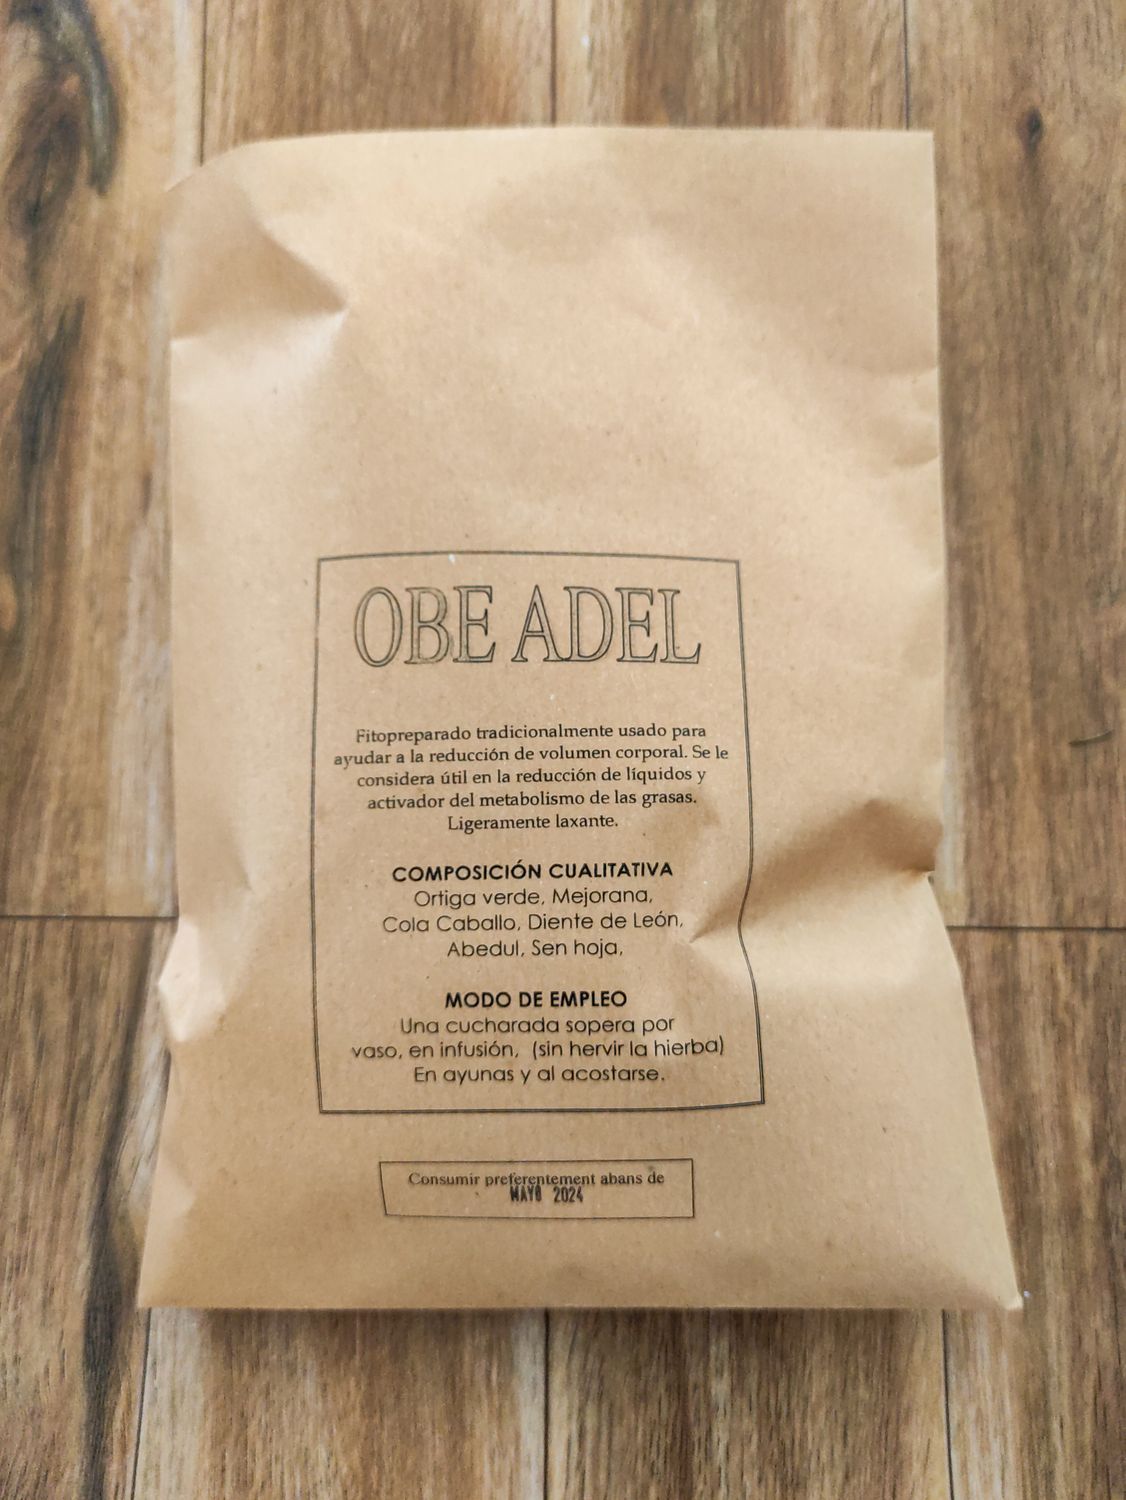 OBE ADEL
Fitopreparado tradicionalmente usado para
ayudar a la reducción de volumen corporal. Se le
considera útil en la reducción de líquidos y
activador del metabolismo de las grasas.
Ligeramente laxante.
COMPOSICIÓN CUALITATIVA
Ortiga verde, Mejorana,
Cola Caballo, Diente de León,
Abedul, Sen hoja,
MODO DE EMPLEO
Una cucharada sopera por
vaso, en infusión, (sin hervir la hierba)
En ayunas y al acostarse.
Consumir preferentement abans de
MAYO 2024